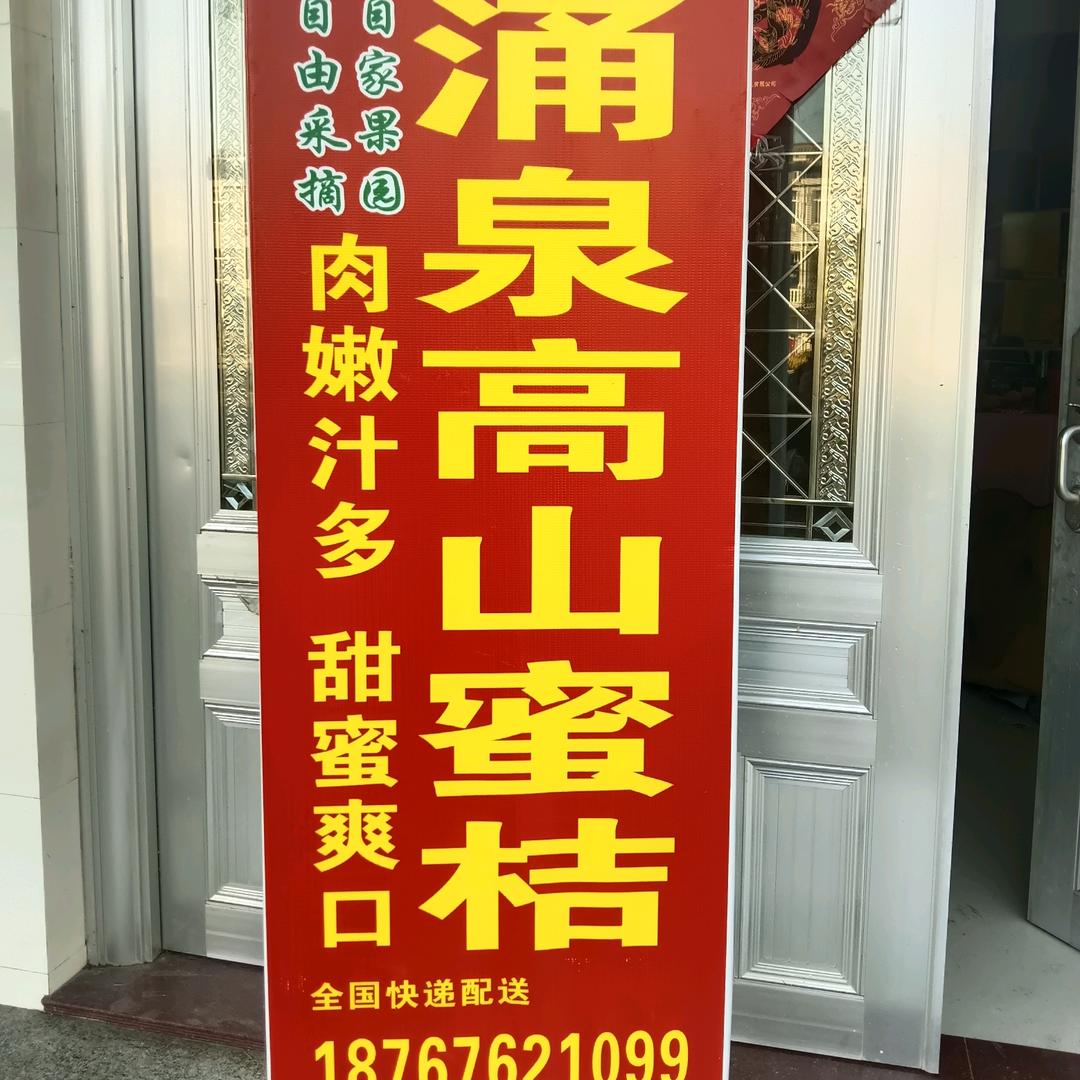 涌泉高山蜜桔
自家果园
自由采摘
肉嫩汁多 甜蜜爽口
全国快递配送
18767621099